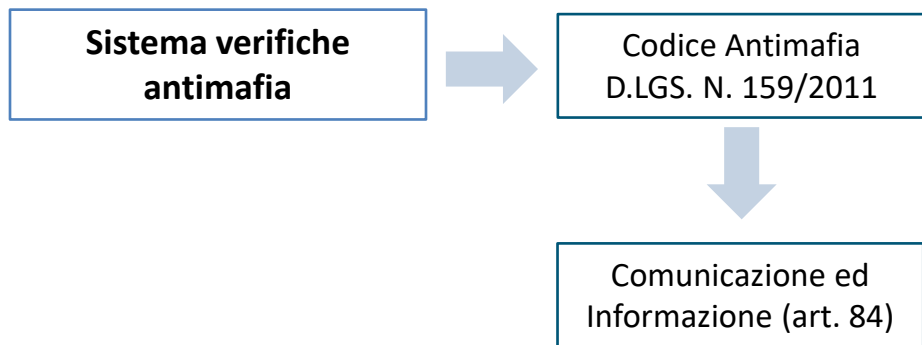 Sistema verifiche
antimafia
Codice Antimafia
D.LGS. N. 159/2011
Comunicazione ed
Informazione (art. 84)